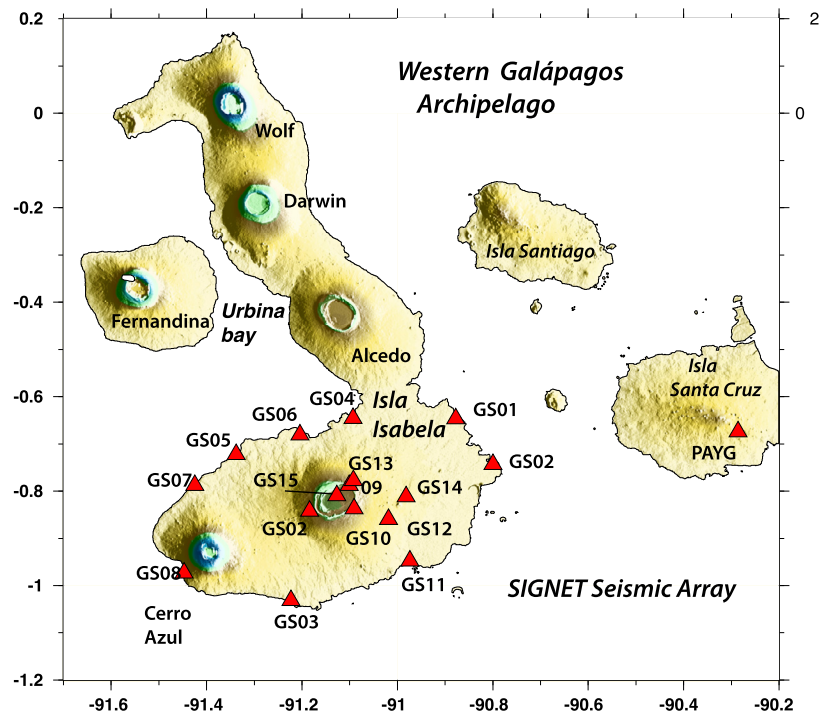 0.2
2
Western Galápagos
Archipelago
0
0
Wolf
-0.2
Darwin
Isla Santiago
-0.4
Fernandina
Urbina
bay
Alcedo
Isla
Santa Cruz
-0.6
GS04
Isla
Isabela
GS01
GS06
GS05
PAYG
GS02
GS13
GS07
GS15
09
GS14
-0.8
GS02
GS10
GS12
GS08
GS11
-1
SIGNET Seismic Array
Cerro
Azul
GS03
-1.2
-91.6
-91.4
-91.2
-91
-90.8
-90.6
-90.4
-90.2